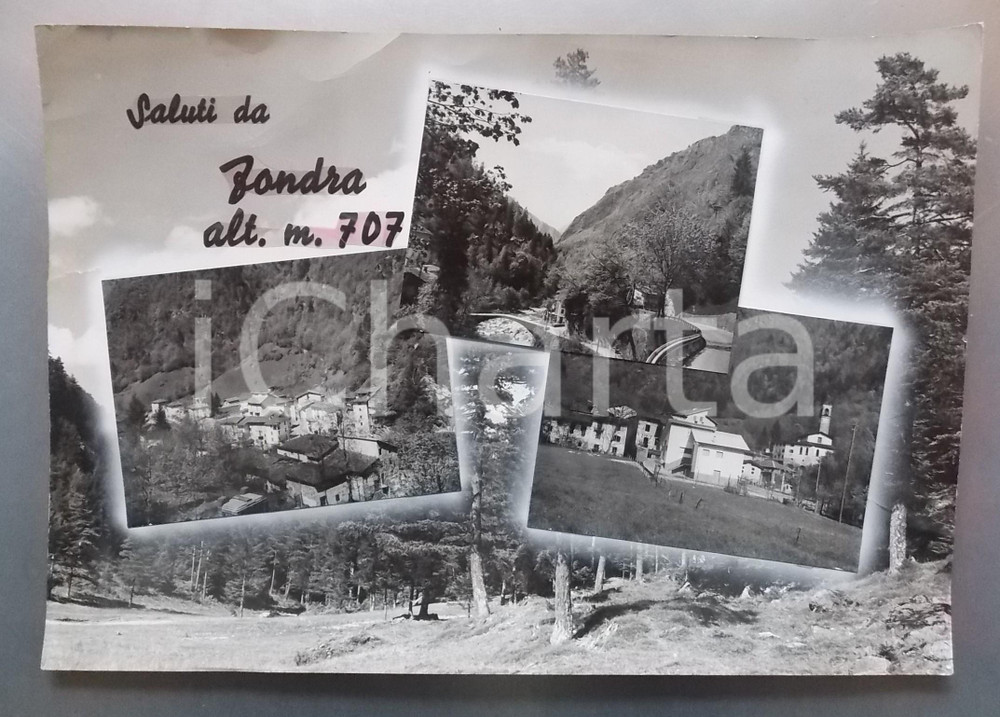 Saluti da
Fondra
alt. m. 707
iCharta